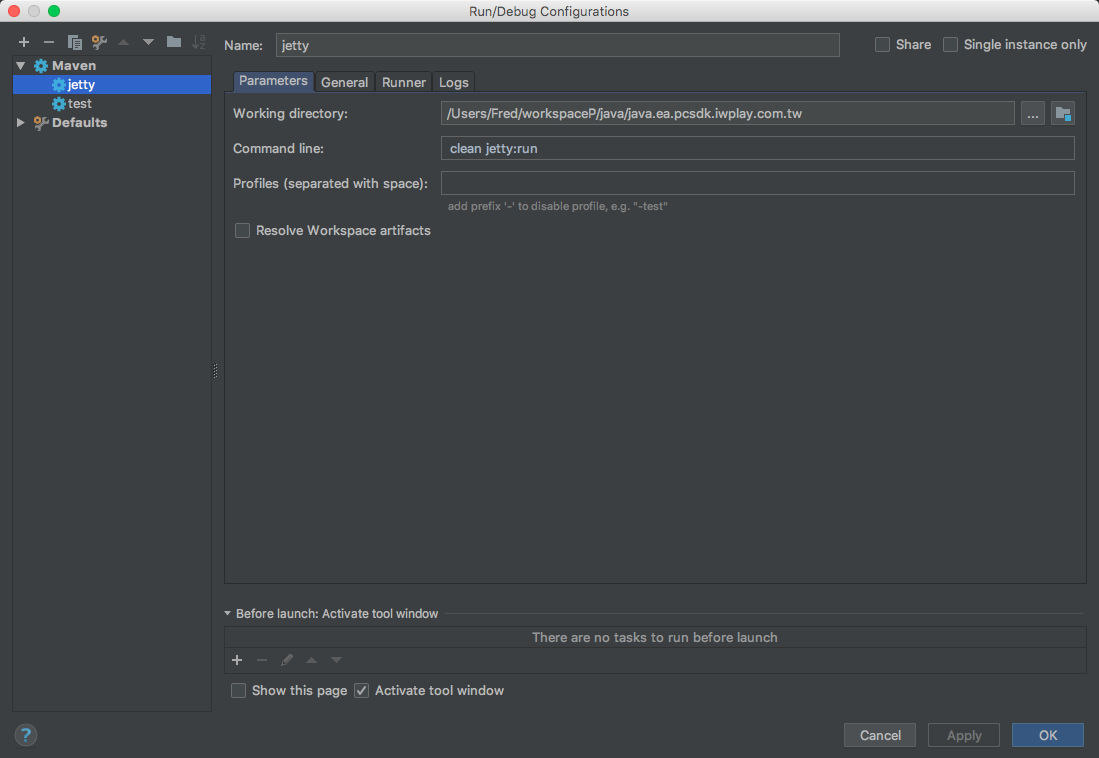 Run/Debug Configurations
Name: jetty
Share
Single instance only
Maven
jetty
test
Defaults
Parameters
General
Runner
Logs
Working directory: /Users/Fred/workspaceP/java/java.ea.pcsdk.iwplay.com.tw ...
Command line: clean jetty:run
Profiles (separated with space):
add prefix '-' to disable profile, e.g. "-test"
Resolve Workspace artifacts
Before launch: Activate tool window
There are no tasks to run before launch
Show this page
Activate tool window
?
Cancel
Apply
OK